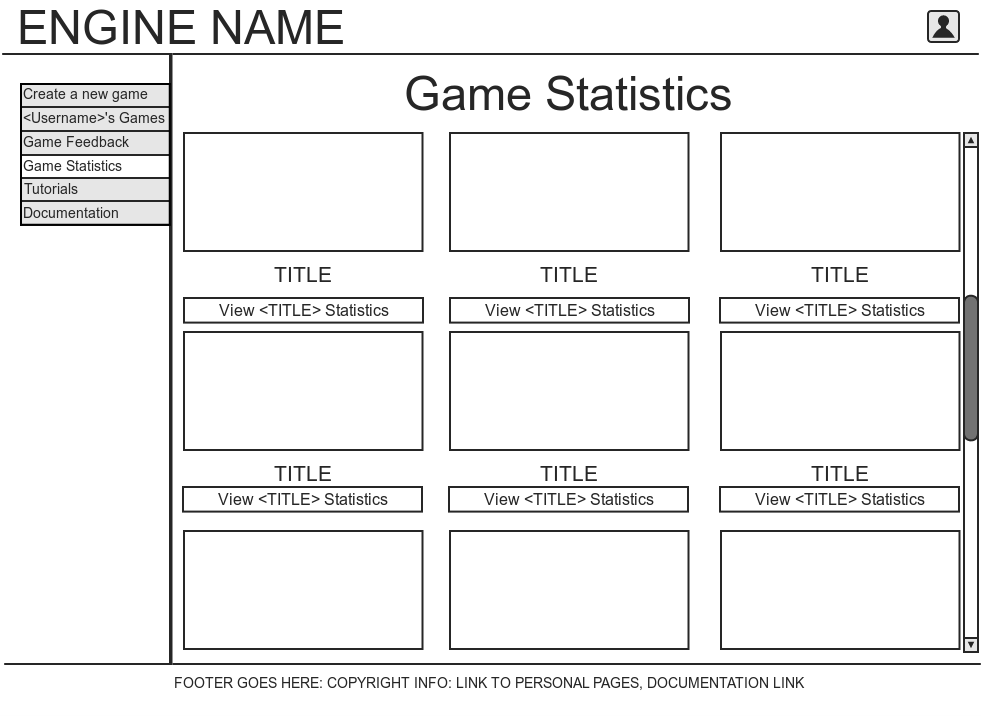 ENGINE NAME
Create a new game
<Username>'s Games
Game Feedback
Game Statistics
Tutorials
Documentation
Game Statistics
TITLE TITLE TITLE
View <TITLE> Statistics View <TITLE> Statistics View <TITLE> Statistics
TITLE TITLE TITLE
View <TITLE> Statistics View <TITLE> Statistics View <TITLE> Statistics
FOOTER GOES HERE: COPYRIGHT INFO: LINK TO PERSONAL PAGES, DOCUMENTATION LINK